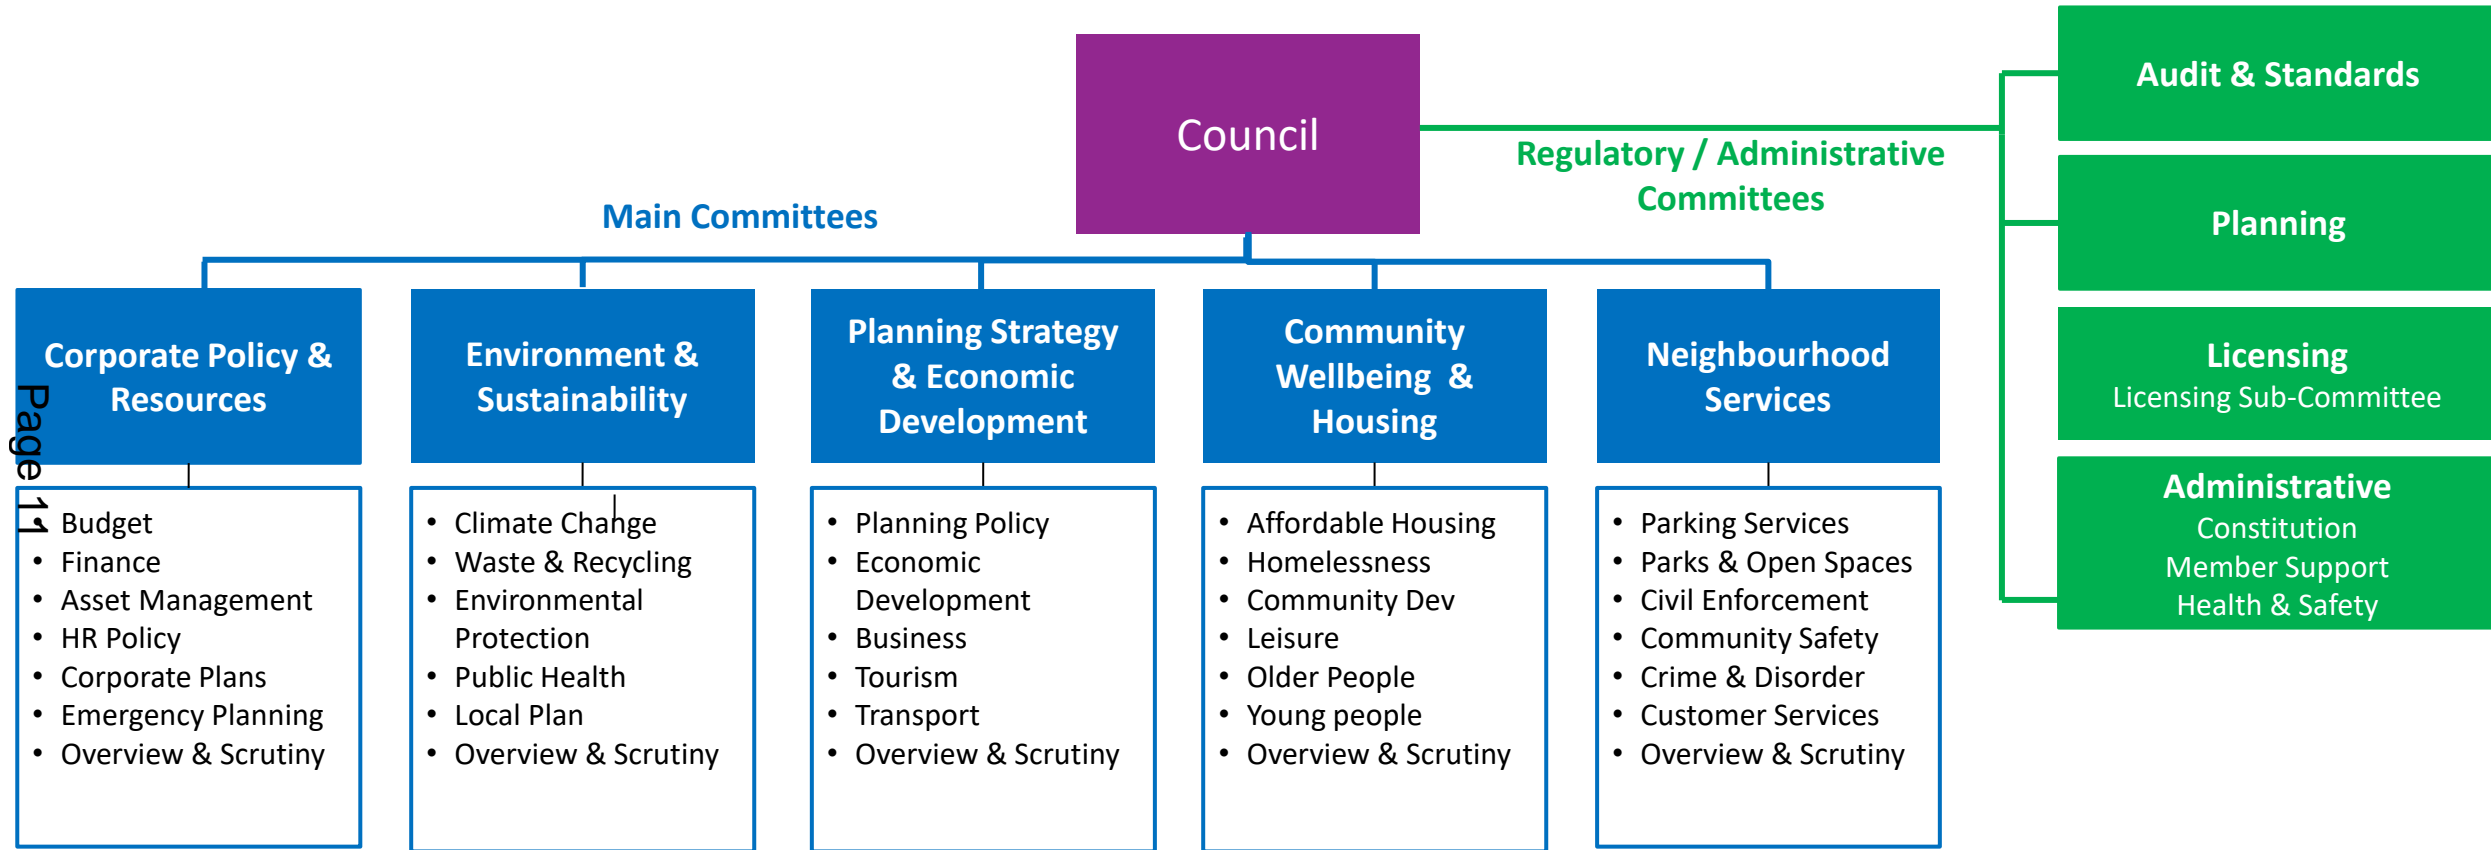 Council
Main Committees
Regulatory / Administrative
Committees
Audit & Standards
Planning
Licensing
Licensing Sub-Committee
Administrative
Constitution
Member Support
Health & Safety
Corporate Policy &
Resources
• Budget
• Finance
• Asset Management
• HR Policy
• Corporate Plans
• Emergency Planning
• Overview & Scrutiny
Environment &
Sustainability
• Climate Change
• Waste & Recycling
• Environmental
Protection
• Public Health
• Local Plan
• Overview & Scrutiny
Planning Strategy
& Economic
Development
• Planning Policy
• Economic
Development
• Business
• Tourism
• Transport
• Overview & Scrutiny
Community
Wellbeing &
Housing
• Affordable Housing
• Homelessness
• Community Dev
• Leisure
• Older People
• Young people
• Overview & Scrutiny
Neighbourhood
Services
• Parking Services
• Parks & Open Spaces
• Civil Enforcement
• Community Safety
• Crime & Disorder
• Customer Services
• Overview & Scrutiny
Page 11